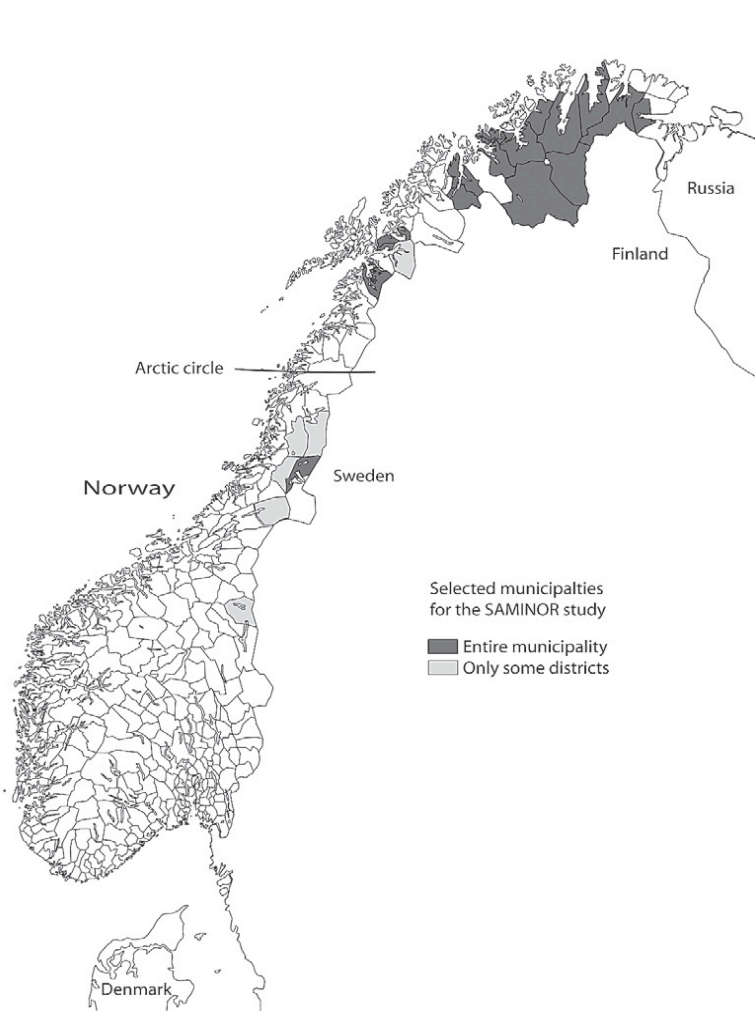 Russia
Finland
Arctic circle
Sweden
Norway
Selected municipalties
for the SAMINOR study
Entire municipality
Only some districts
Denmark